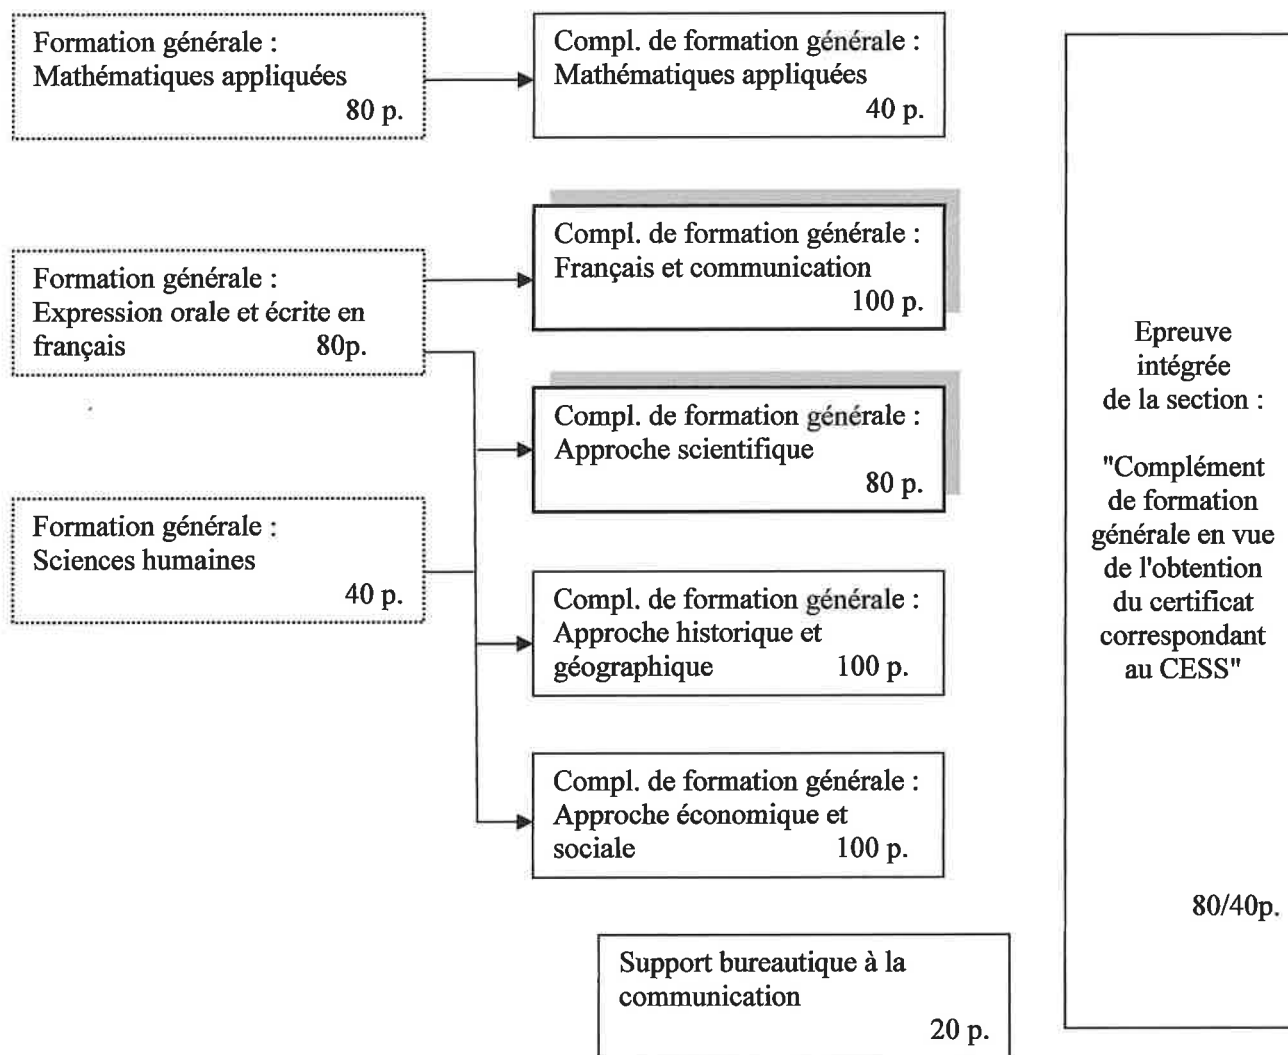 Formation générale :
Mathématiques appliquées
80 p.
Compl. de formation générale :
Mathématiques appliquées
40 p.
Formation générale :
Expression orale et écrite en
français 80p.
Compl. de formation générale :
Français et communication
100 p.
Compl. de formation générale :
Approche scientifique
80 p.
Formation générale :
Sciences humaines
40 p.
Compl. de formation générale :
Approche historique et
géographique 100 p.
Compl. de formation générale :
Approche économique et
sociale 100 p.
Support bureautique à la
communication
20 p.
Epreuve
intégrée
de la section :
"Complément
de formation
générale en vue
de l'obtention
du certificat
correspondant
au CESS"
80/40p.